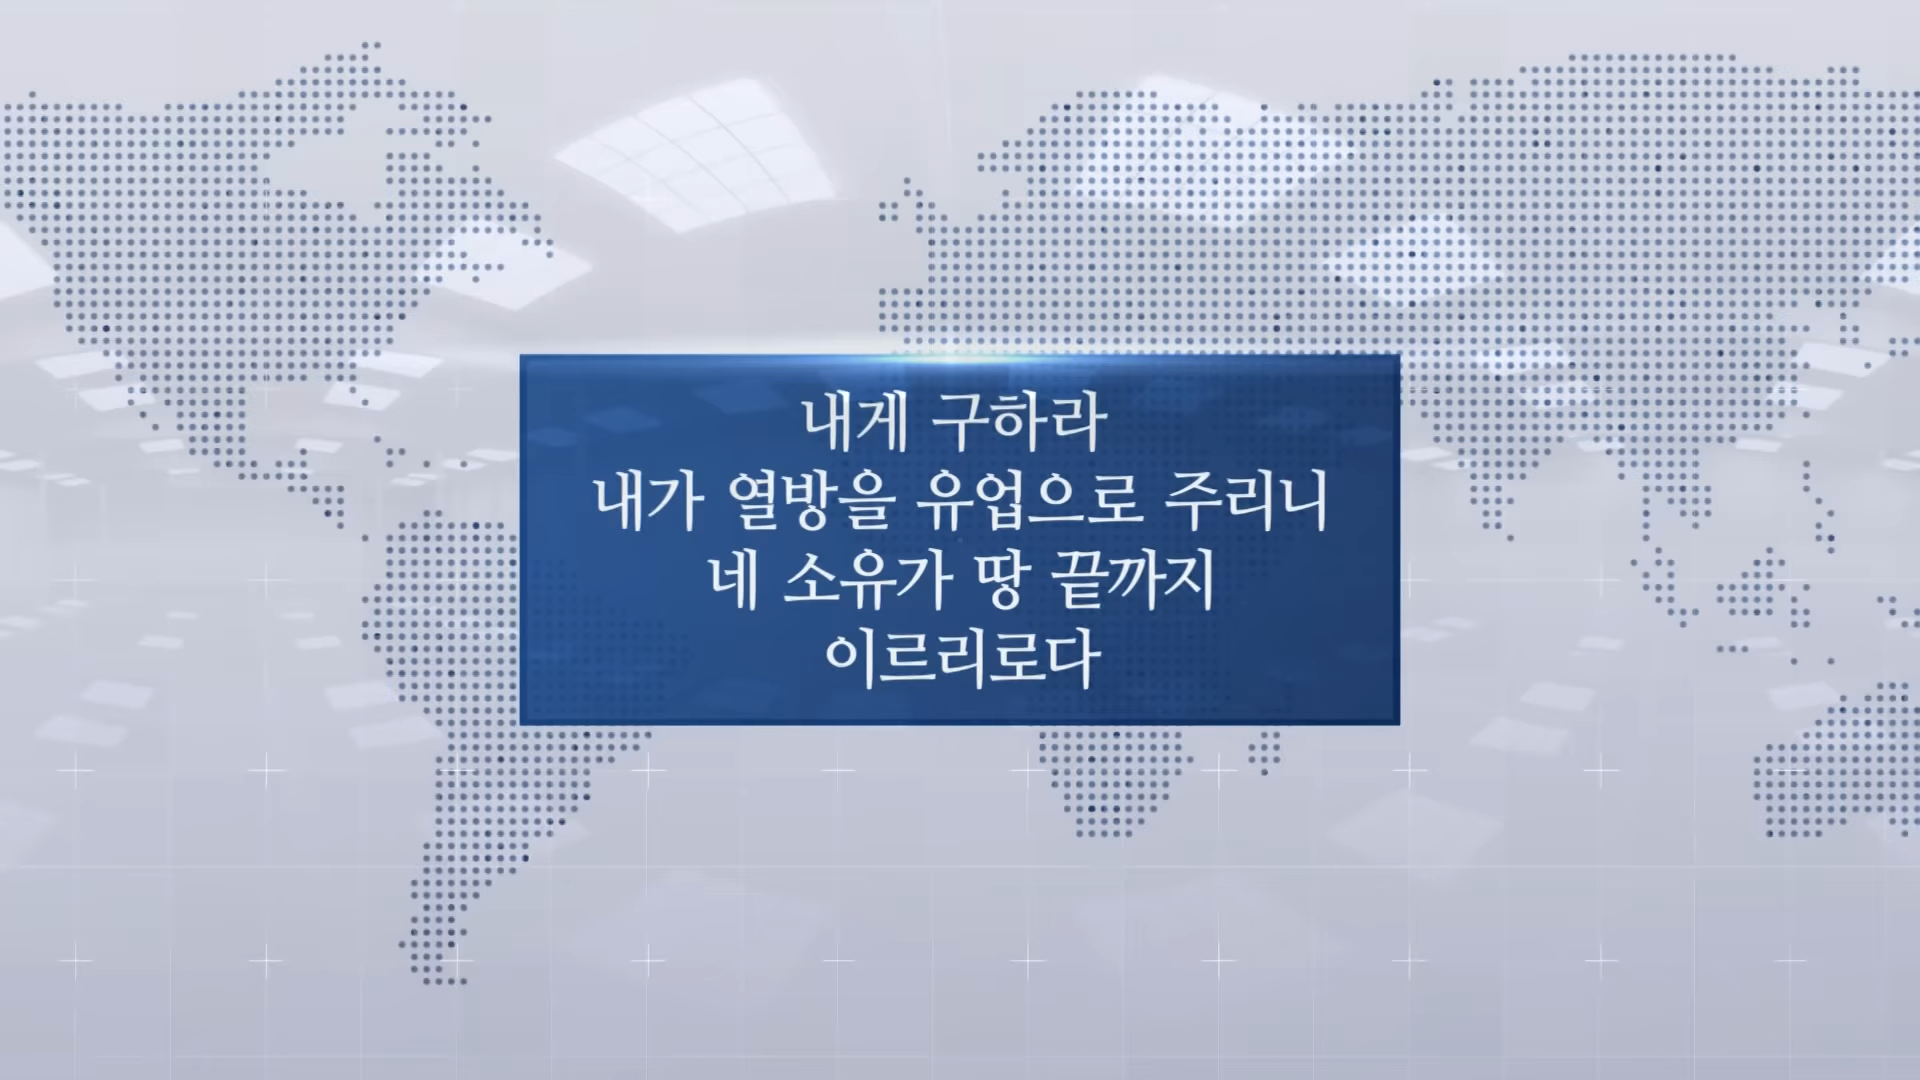 내게 구하라
내가 열방을 유업으로 주리니
네 소유가 땅 끝까지
이르리로다